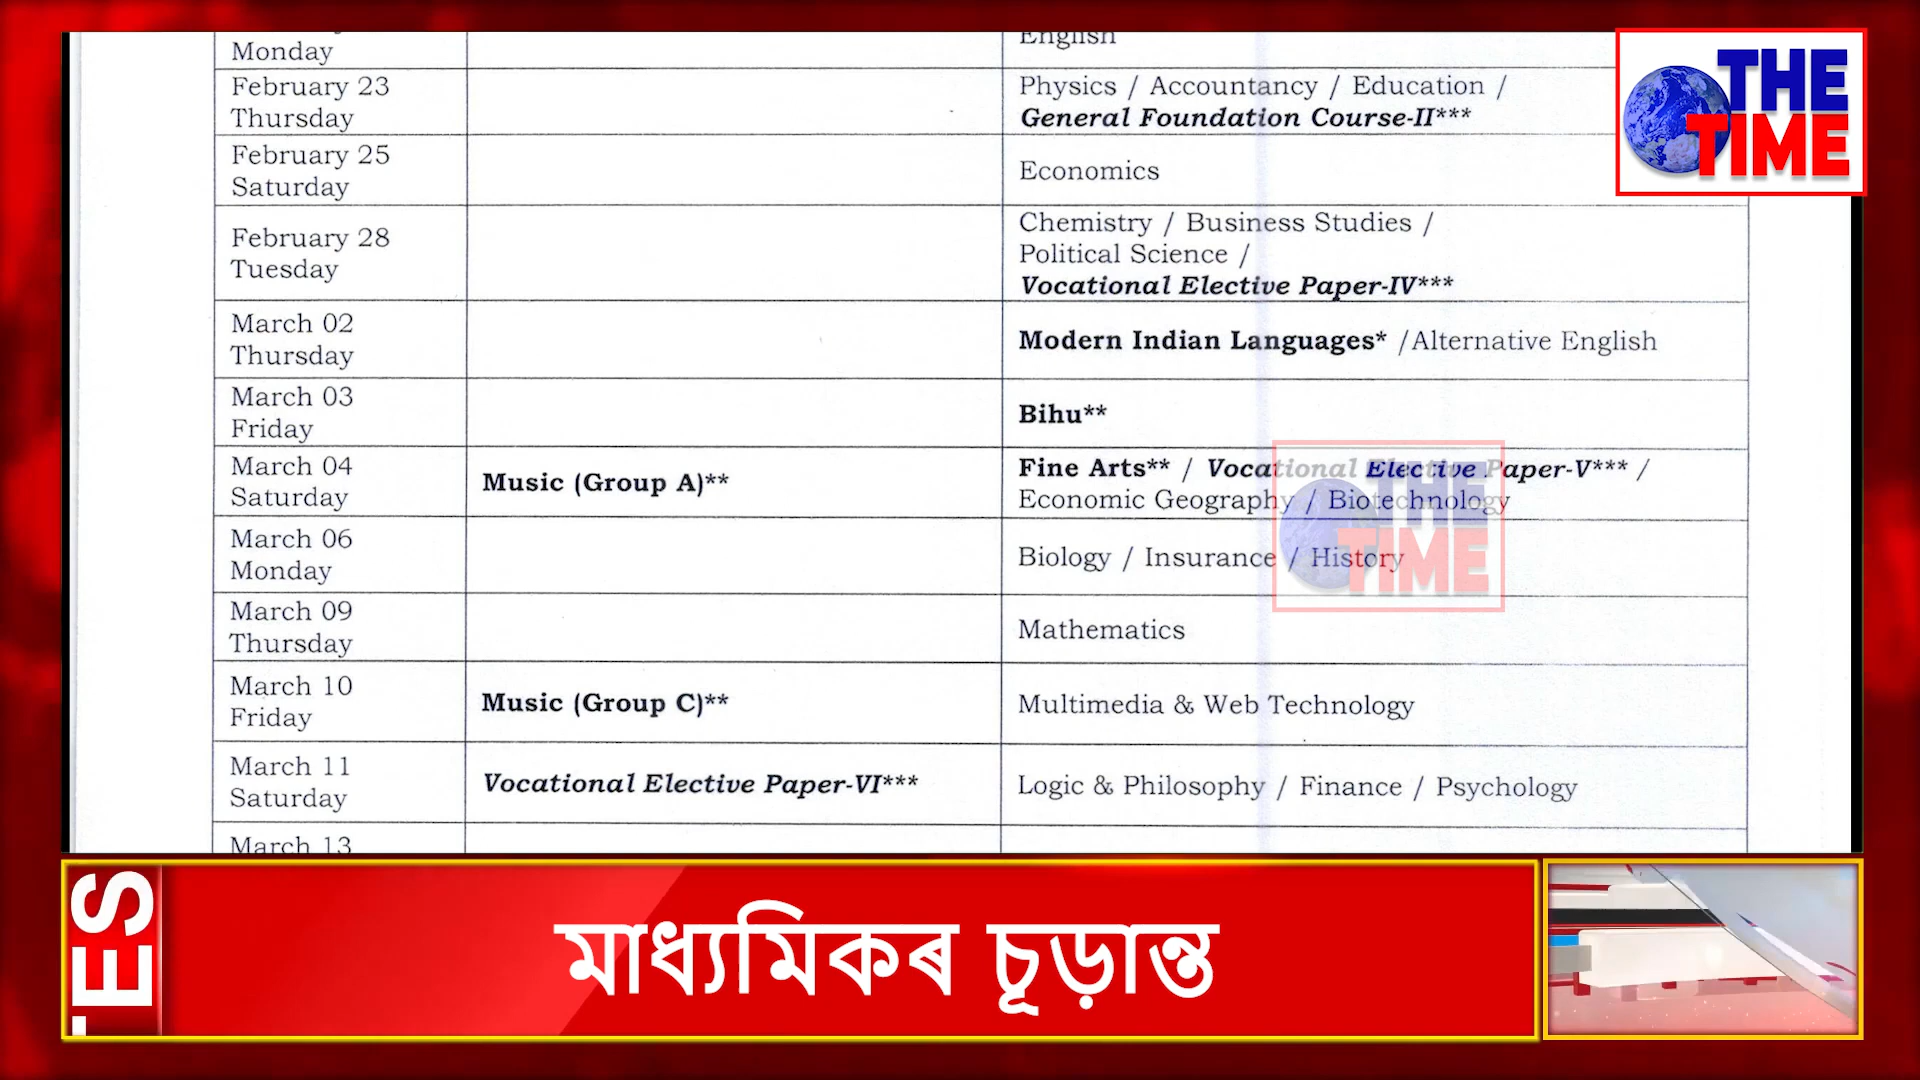 Monday
English
February 23
Thursday
Physics / Accountancy / Education /
General Foundation Course-II***
February 25
Saturday
Economics
February 28
Tuesday
Chemistry / Business Studies /
Political Science /
Vocational Elective Paper-IV***
March 02
Thursday
Modern Indian Languages* /Alternative English
March 03
Friday
Bihu**
March 04
Saturday
Music (Group A)**
Fine Arts** / Vocational Elective Paper-V*** /
Economic Geography / Biotechnology
March 06
Monday
Biology / Insurance / History
March 09
Thursday
Mathematics
March 10
Friday
Music (Group C)**
Multimedia & Web Technology
March 11
Saturday
Vocational Elective Paper-VI***
Logic & Philosophy / Finance / Psychology
March 13
THE
TIME
THE
TIME
TES
মাধ্যমিকৰ চূড়ান্ত